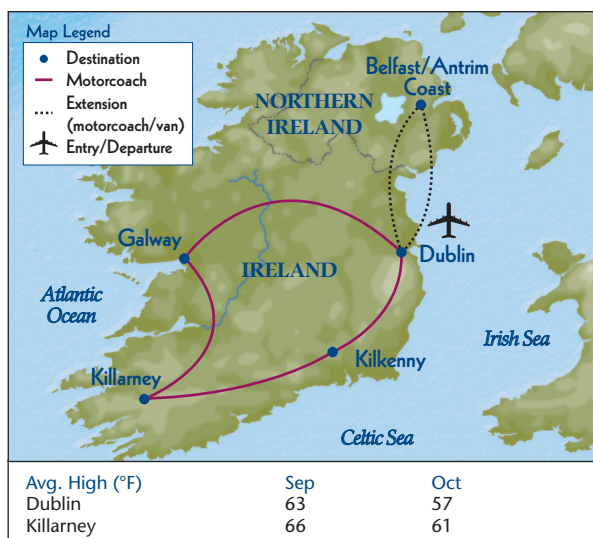 Map Legend
Destination
Motorcoach
Extension
(motorcoach/van)
Entry/Departure
Belfast/Antrim
Coast
NORTHERN
IRELAND
Galway
Dublin
IRELAND
Atlantic
Ocean
Irish Sea
Kilkenny
Killarney
Celtic Sea
Avg. High (°F) Sep Oct
Dublin 63 57
Killarney 66 61